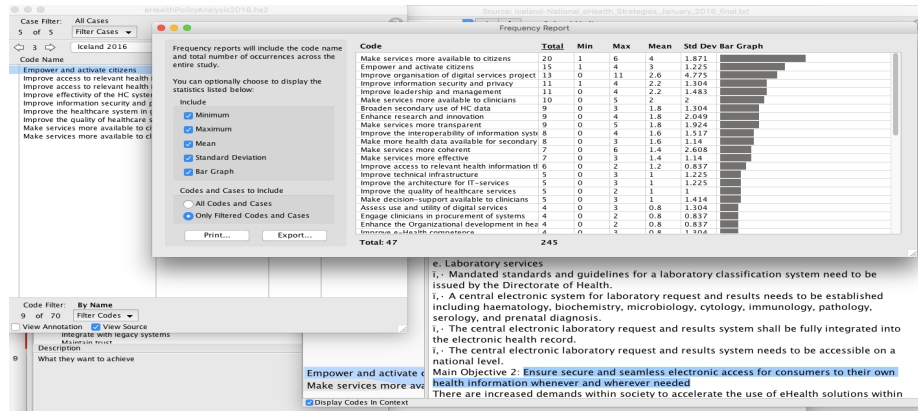 eHealthPolicyAnalysis2016.hs2
Source: Iceland-National_eHealth_Strategies_January_2016_final.txt
Case Filter: All Cases
5 of 5 Filter Cases
3 Iceland 2016
Code Name
Empower and activate citizens
Improve access to relevant health i
Improve access to relevant health i
Improve effectivity of the HC system
Improve information security and p
Improve the healthcare system in g
Improve the quality of healthcare s
Make services more available to ci
Make services more available to cl
Code Filter: By Name
9 of 70 Filter Codes
View Annotation View Source
Integrate with legacy systems
Maintain trust
Description
9 What they want to achieve
Frequency Report
Frequency reports will include the code name
and total number of occurrences across the
entire study.
You can optionally choose to display the
statistics listed below:
Include
Minimum
Maximum
Mean
Standard Deviation
Bar Graph
Codes and Cases to Include
All Codes and Cases
Only Filtered Codes and Cases
Print... Export...
Code Total Min Max Mean Std Dev Bar Graph
Make services more available to citizens 20 1 6 4 1.871
Empower and activate citizens 15 1 4 3 1.225
Improve organisation of digital services project 13 0 11 2.6 4.775
Improve information security and privacy 11 1 4 2.2 1.304
Improve leadership and management 11 0 4 2.2 1.483
Make services more available to clinicians 10 0 5 2 2
Broaden secondary use of HC data 9 0 3 1.8 1.304
Enhance research and innovation 9 0 4 1.8 2.049
Make services more transparent 9 0 5 1.8 1.924
Improve the interoperability of information syste 8 0 4 1.6 1.517
Make more health data available for secondary 8 0 3 1.6 1.14
Make services more coherent 7 0 6 1.4 2.608
Make services more effective 7 0 3 1.4 1.14
Improve access to relevant health information th 6 0 2 1.2 0.837
Improve technical infrastructure 5 0 3 1 1.225
Improve the architecture for IT-services 5 0 3 1 1.225
Improve the quality of healthcare services 5 0 2 1 1
Make decision-support available to clinicians 5 0 3 1 1.414
Assess use and utility of digital services 4 0 3 0.8 1.304
Engage clinicians in procurement of systems 4 0 2 0.8 0.837
Enhance the Organizational development in hea 4 0 2 0.8 0.837
Improve e-Health competence 4 0 3 0.8 1.304
Total: 47 245
e. Laboratory services
ï‚· Mandated standards and guidelines for a laboratory classification system need to be
issued by the Directorate of Health.
ï‚· A central electronic system for laboratory request and results needs to be established
including haematology, biochemistry, microbiology, cytology, immunology, pathology,
serology, and prenatal diagnosis.
ï‚· The central electronic laboratory request and results system shall be fully integrated into
the electronic health record.
ï‚· The central electronic laboratory request and results system needs to be accessible on a
national level.
Main Objective 2: Ensure secure and seamless electronic access for consumers to their own
health information whenever and wherever needed
There are increased demands within society to accelerate the use of eHealth solutions within
Empower and activate c
Make services more ava
Display Codes In Context